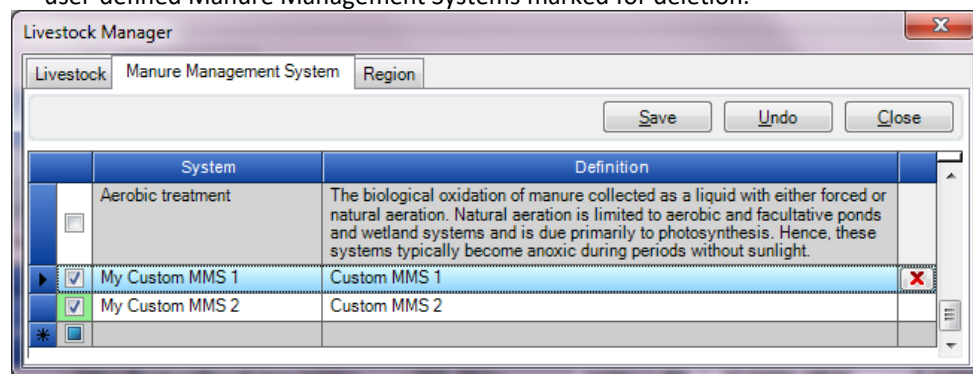 user-defined Manure Management Systems marked for deletion.
Livestock Manager
Livestock Manure Management System Region
Save Undo Close
System Definition
Aerobic treatment The biological oxidation of manure collected as a liquid with either forced or
natural aeration. Natural aeration is limited to aerobic and facultative ponds
and wetland systems and is due primarily to photosynthesis. Hence, these
systems typically become anoxic during periods without sunlight.
My Custom MMS 1 Custom MMS 1
My Custom MMS 2 Custom MMS 2